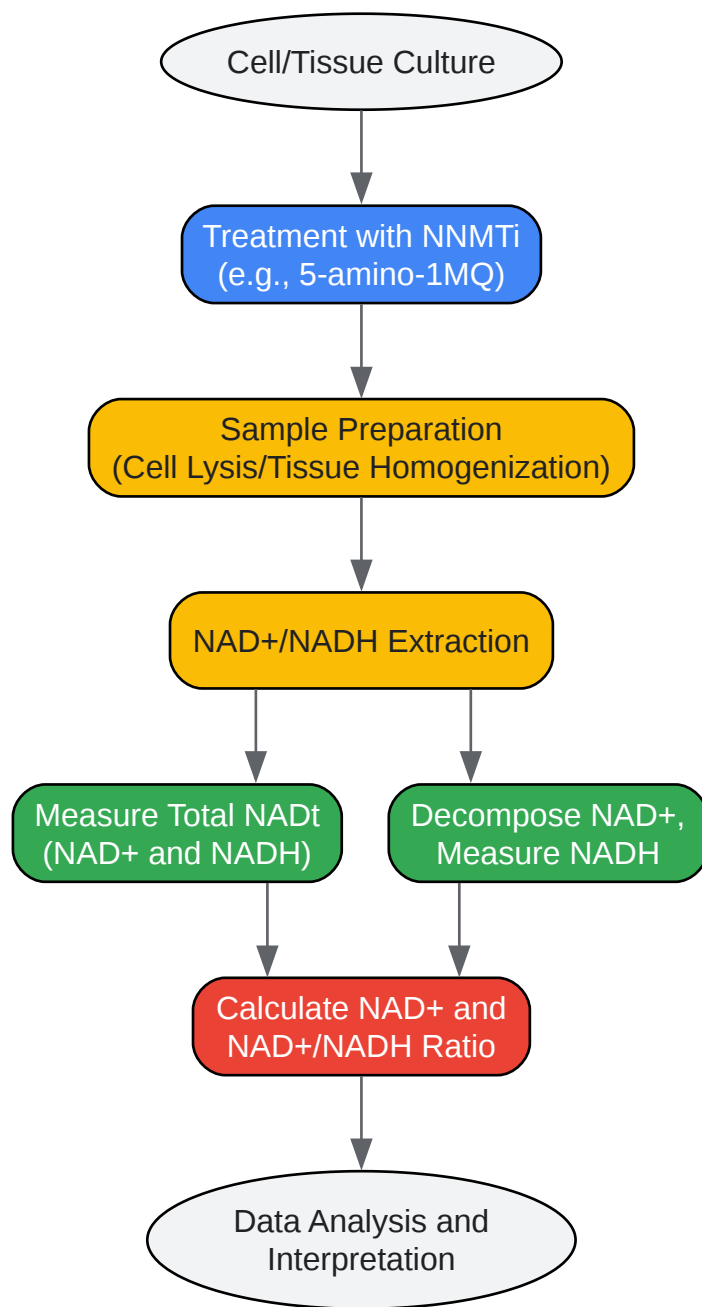 Cell/Tissue Culture
Treatment with NNMTi
(e.g., 5-amino-1MQ)
Sample Preparation
(Cell Lysis/Tissue Homogenization)
NAD+/NADH Extraction
Measure Total NADt
(NAD+ and NADH)
Decompose NAD+,
Measure NADH
Calculate NAD+ and
NAD+/NADH Ratio
Data Analysis and
Interpretation